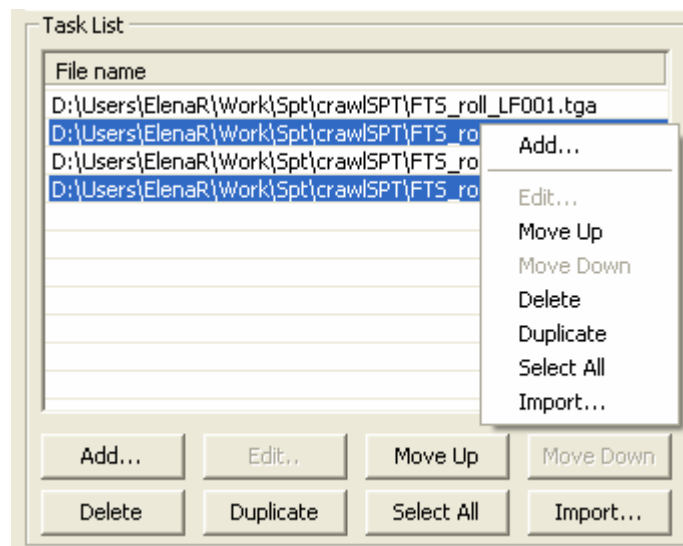 Task List
File name
D:\Users\ElenaR\Work\Spt\crawlSPT\FTS_roll_LF001.tga
D:\Users\ElenaR\Work\Spt\crawlSPT\FTS_ro
D:\Users\ElenaR\Work\Spt\crawlSPT\FTS_ro
D:\Users\ElenaR\Work\Spt\crawlSPT\FTS_ro
Add...
Edit...
Move Up
Move Down
Delete
Duplicate
Select All
Import...
Add... Edit.. Move Up Move Down
Delete Duplicate Select All Import...